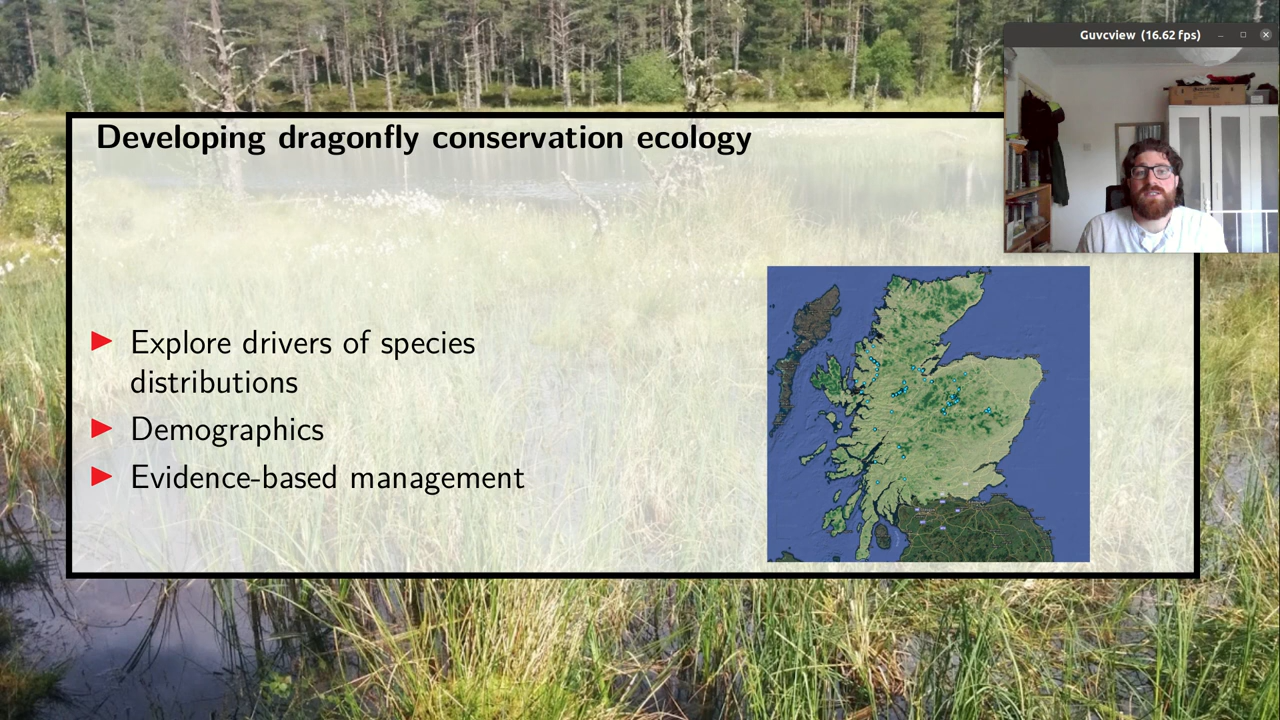 Guvcview (16.62 fps)
Developing dragonfly conservation ecology
Explore drivers of species
distributions
Demographics
Evidence-based management